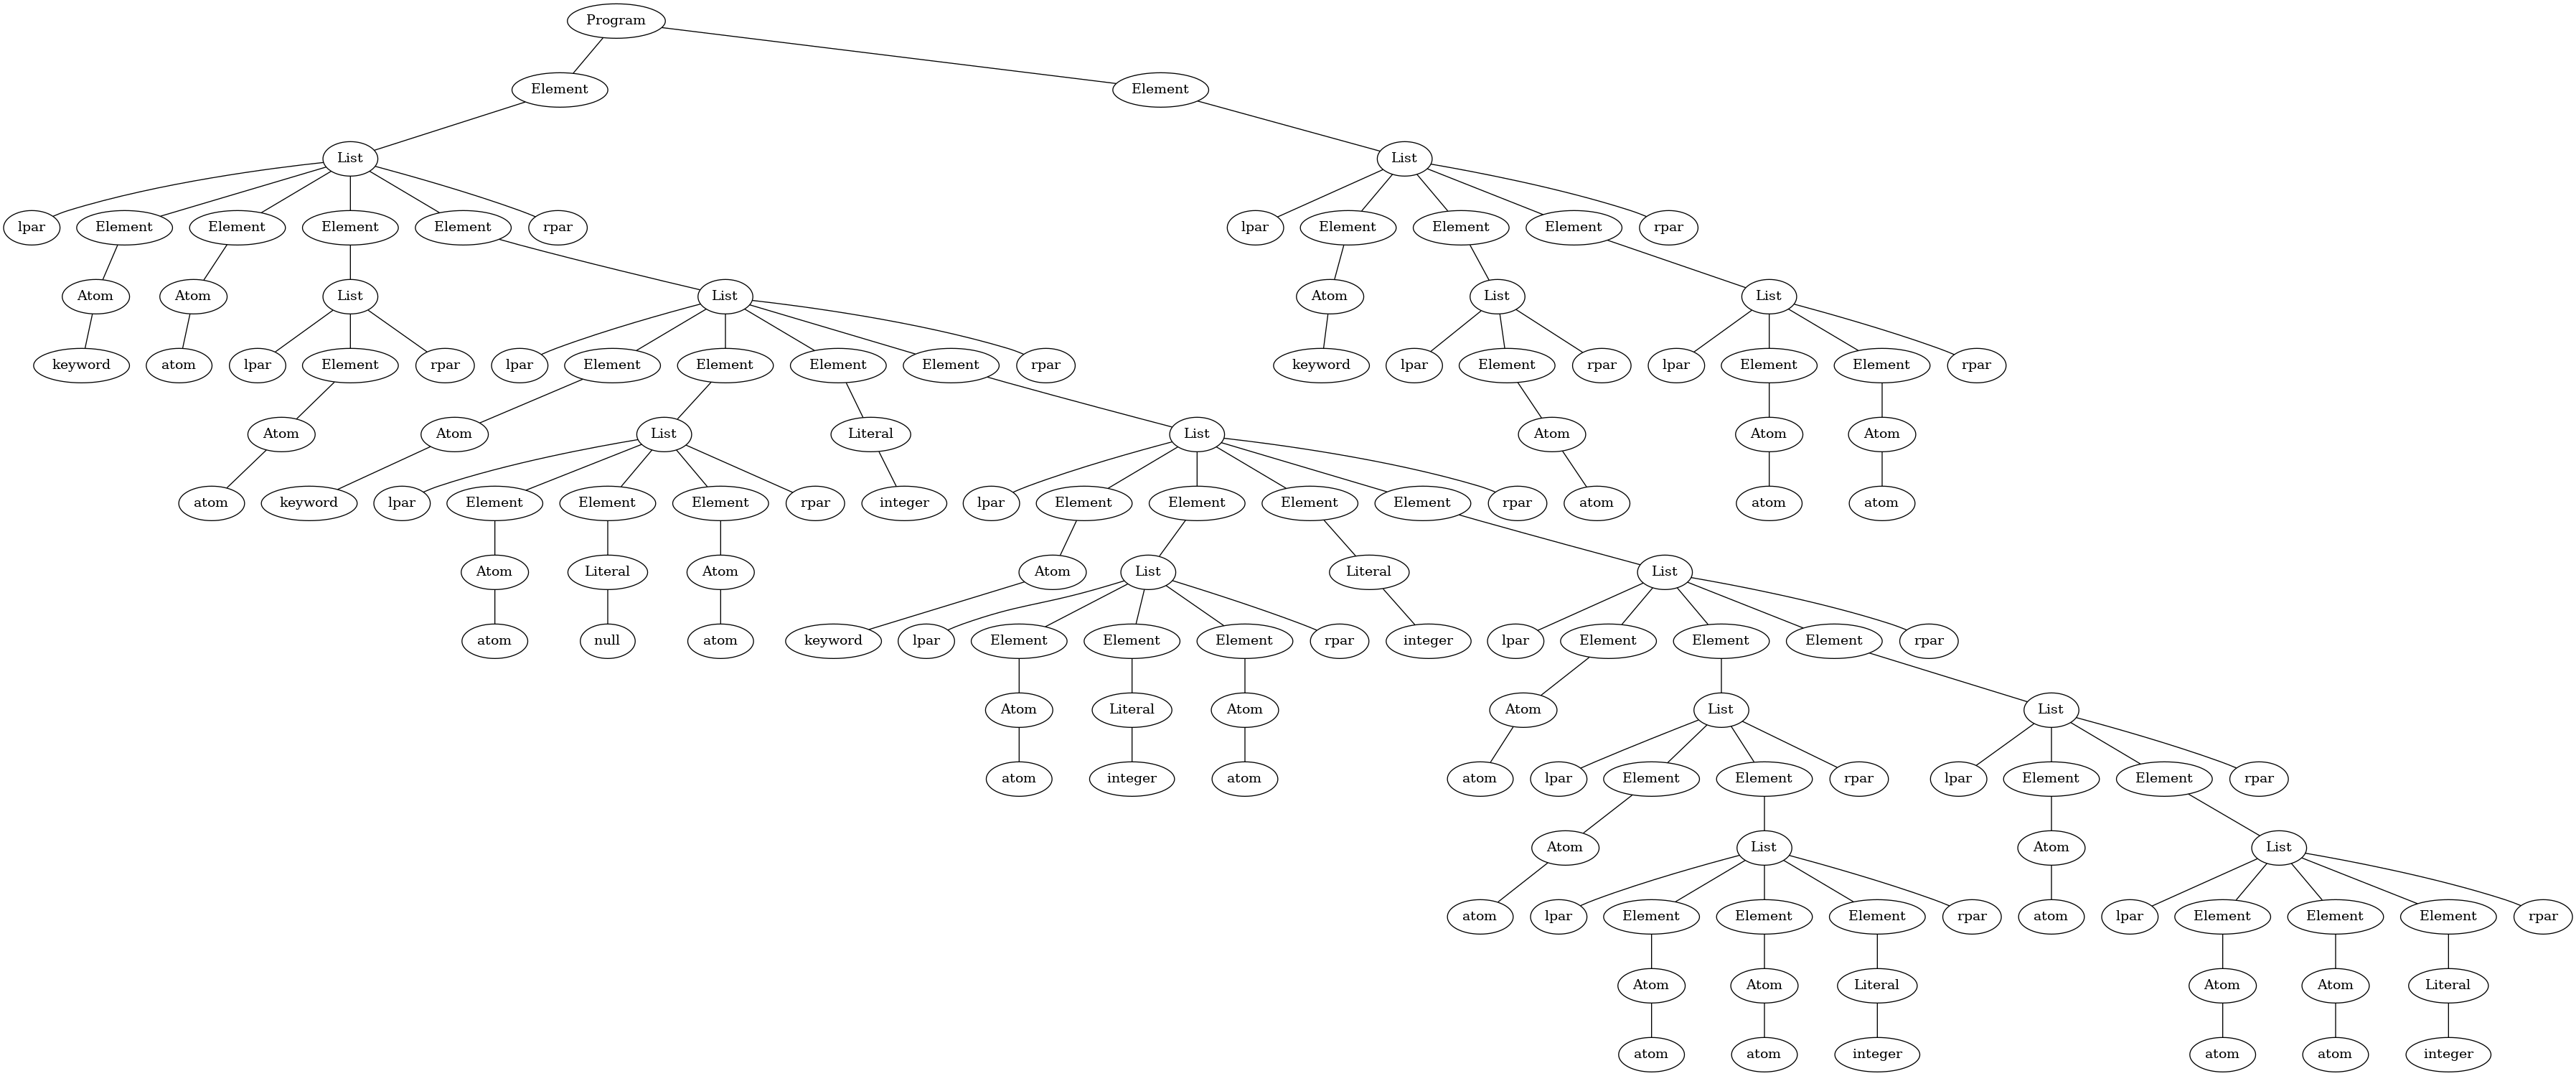 Program
Element Element
List List
lpar Element Element Element Element rpar lpar Element Element Element rpar
Atom Atom List List Atom List List
keyword atom lpar Element rpar lpar Element Element Element Element rpar keyword lpar Element rpar lpar Element Element rpar
Atom Atom List Literal List Atom Atom Atom
atom keyword lpar Element Element Element rpar integer lpar Element Element Element Element rpar atom atom atom
Atom Literal Atom Atom List Literal List
atom null atom keyword lpar Element Element Element rpar integer lpar Element Element Element rpar
Atom Literal Atom Atom List List
atom integer atom atom lpar Element Element rpar lpar Element Element rpar
Atom List Atom List
atom lpar Element Element Element rpar atom lpar Element Element Element rpar
Atom Atom Literal Atom Atom Literal
atom atom integer atom atom integer